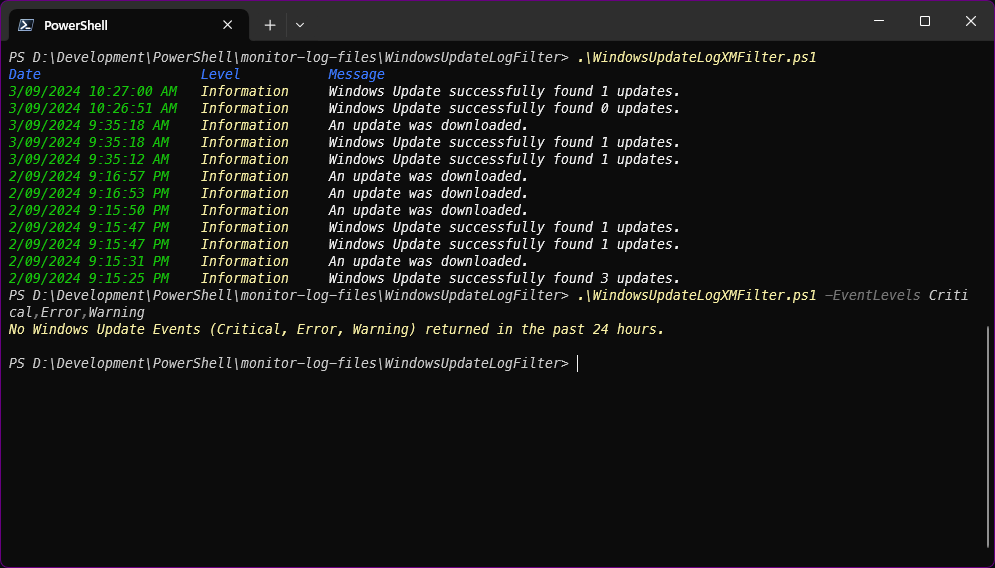 PowerShell
PS D:\Development\PowerShell\monitor-log-files\WindowsUpdateLogFilter> .\WindowsUpdateLogXMFilter.ps1
Date Level Message
3/09/2024 10:27:00 AM Information Windows Update successfully found 1 updates.
3/09/2024 10:26:51 AM Information Windows Update successfully found 0 updates.
3/09/2024 9:35:18 AM Information An update was downloaded.
3/09/2024 9:35:18 AM Information Windows Update successfully found 1 updates.
3/09/2024 9:35:12 AM Information Windows Update successfully found 1 updates.
2/09/2024 9:16:57 PM Information An update was downloaded.
2/09/2024 9:16:53 PM Information An update was downloaded.
2/09/2024 9:15:50 PM Information An update was downloaded.
2/09/2024 9:15:47 PM Information Windows Update successfully found 1 updates.
2/09/2024 9:15:47 PM Information Windows Update successfully found 1 updates.
2/09/2024 9:15:31 PM Information An update was downloaded.
2/09/2024 9:15:25 PM Information Windows Update successfully found 3 updates.
PS D:\Development\PowerShell\monitor-log-files\WindowsUpdateLogFilter> .\WindowsUpdateLogXMFilter.ps1 -EventLevels Criti
cal,Error,Warning
No Windows Update Events (Critical, Error, Warning) returned in the past 24 hours.
PS D:\Development\PowerShell\monitor-log-files\WindowsUpdateLogFilter>